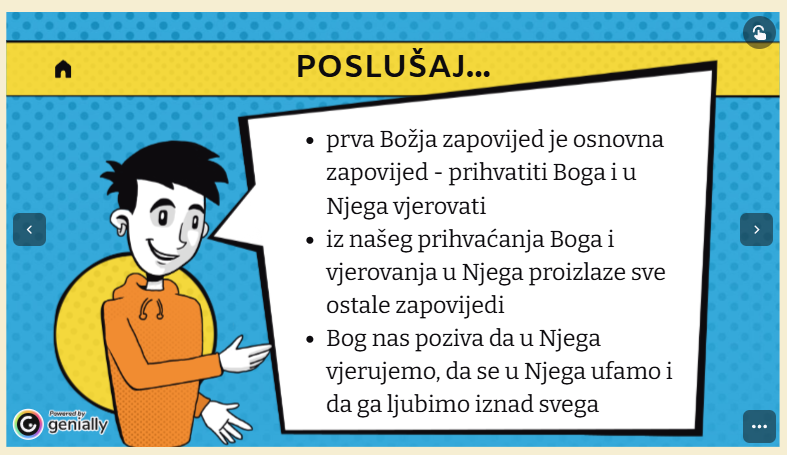 POSLUŠAJ...
• prva Božja zapovijed je osnovna
zapovijed - prihvatiti Boga i u
Njega vjerovati
• iz našeg prihvaćanja Boga i
vjerovanja u Njega proizlaze sve
ostale zapovijedi
• Bog nas poziva da u Njega
vjerujemo, da se u Njega ufamo i
da ga ljubimo iznad svega
Powered by
genially